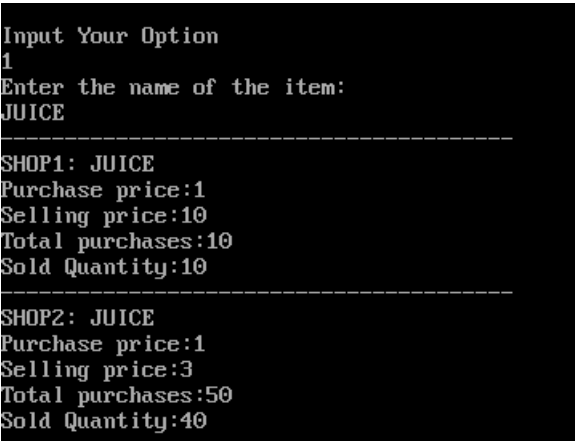 Input Your Option
1
Enter the name of the item:
JUICE
----------------------------------------
SHOP1: JUICE
Purchase price:1
Selling price:10
Total purchases:10
Sold Quantity:10
----------------------------------------
SHOP2: JUICE
Purchase price:1
Selling price:3
Total purchases:50
Sold Quantity:40